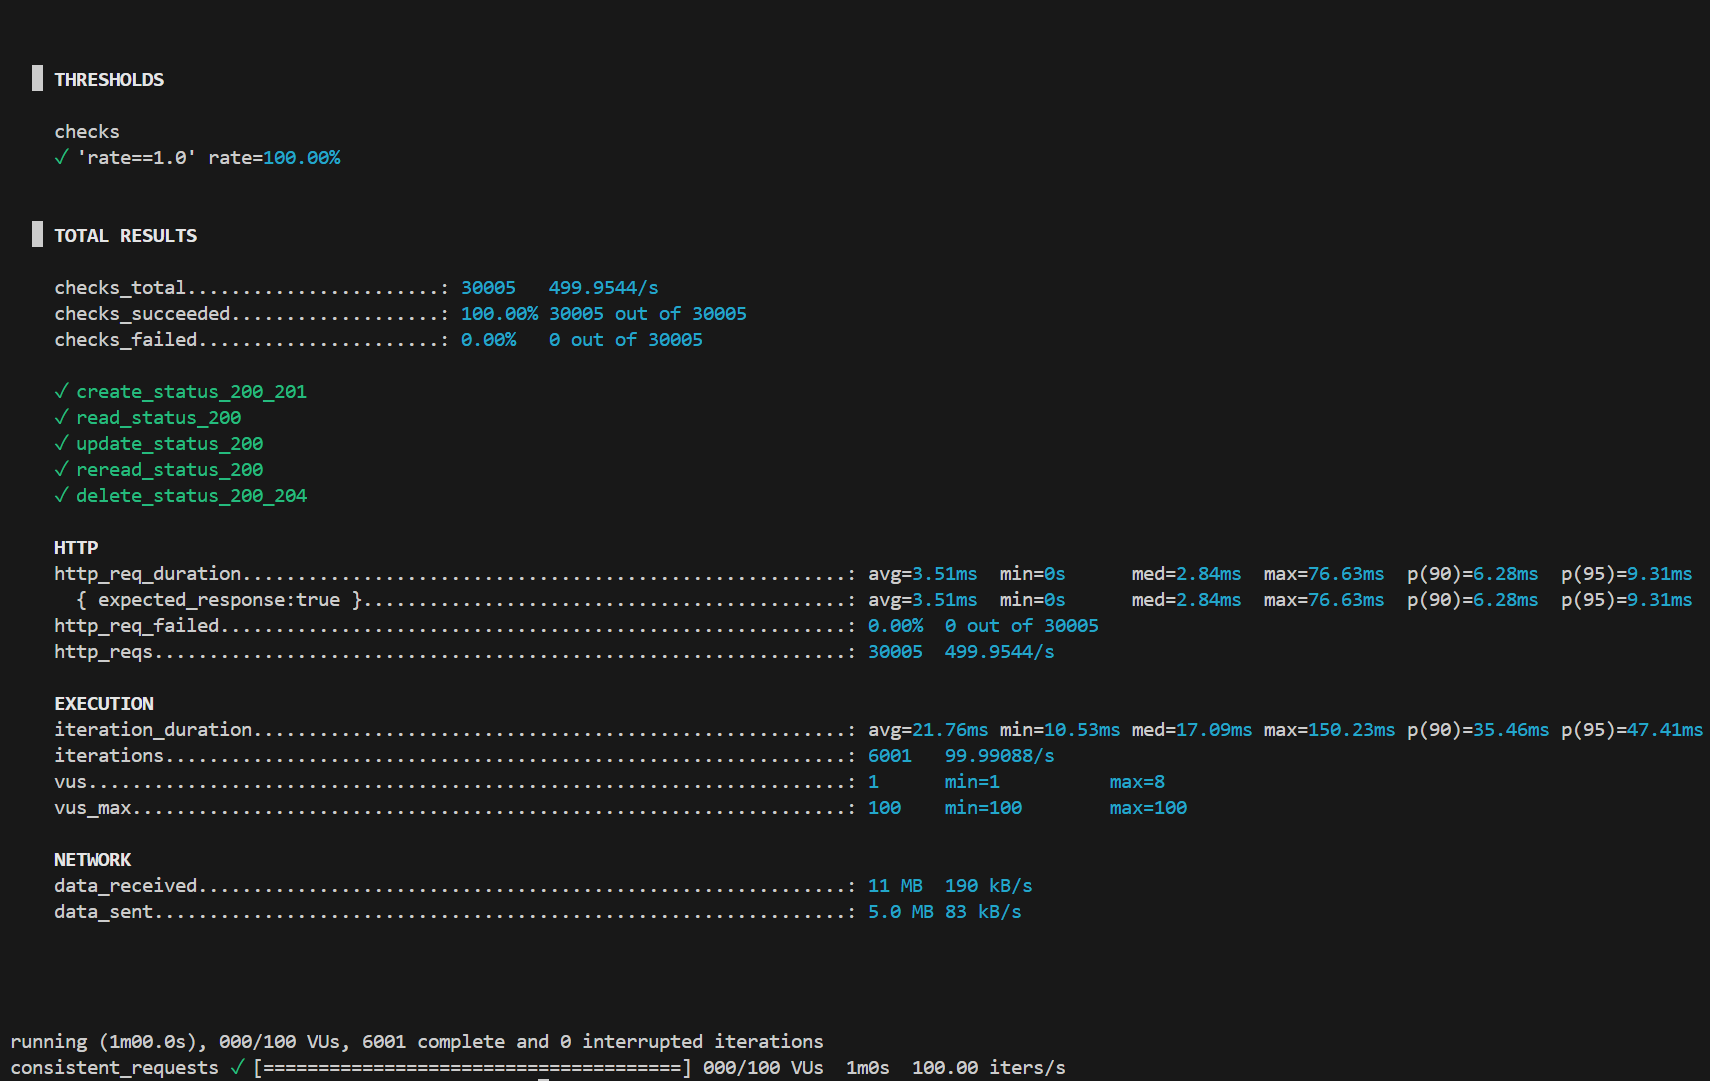 THRESHOLDS
checks
✓ 'rate==1.0' rate=100.00%
TOTAL RESULTS
checks_total.......................: 30005   499.9544/s
checks_succeeded...................: 100.00% 30005 out of 30005
checks_failed......................: 0.00%   0 out of 30005
✓ create_status_200_201
✓ read_status_200
✓ update_status_200
✓ reread_status_200
✓ delete_status_200_204
HTTP
http_req_duration.......................................................: avg=3.51ms  min=0s      med=2.84ms  max=76.63ms  p(90)=6.28ms  p(95)=9.31ms
{ expected_response:true }............................................: avg=3.51ms  min=0s      med=2.84ms  max=76.63ms  p(90)=6.28ms  p(95)=9.31ms
http_req_failed.........................................................: 0.00%  0 out of 30005
http_reqs...............................................................: 30005  499.9544/s
EXECUTION
iteration_duration......................................................: avg=21.76ms min=10.53ms med=17.09ms max=150.23ms p(90)=35.46ms p(95)=47.41ms
iterations..............................................................: 6001   99.99088/s
vus.....................................................................: 1      min=1          max=8
vus_max.................................................................: 100    min=100        max=100
NETWORK
data_received...........................................................: 11 MB  190 kB/s
data_sent...............................................................: 5.0 MB 83 kB/s
running (1m00.0s), 000/100 VUs, 6001 complete and 0 interrupted iterations
consistent_requests ✓ [======================================] 000/100 VUs  1m0s  100.00 iters/s